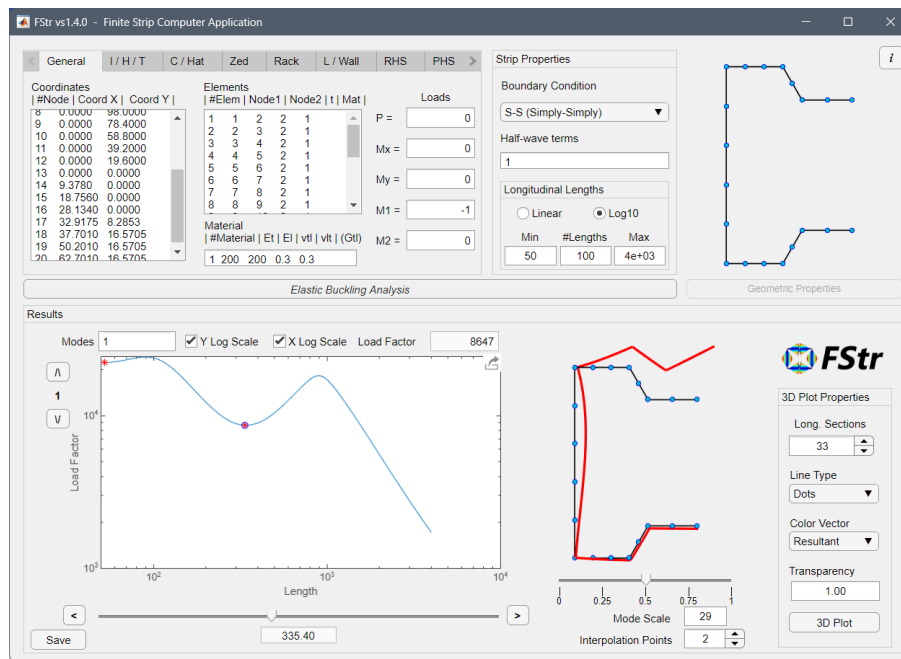 FStr vs1.4.0 - Finite Strip Computer Application
General I / H / T C / Hat Zed Rack L / Wall RHS PHS
Coordinates
| #Node | Coord X | Coord Y |
8 0.0000 98.0000
9 0.0000 78.4000
10 0.0000 58.8000
11 0.0000 39.2000
12 0.0000 19.6000
13 0.0000 0.0000
14 9.3780 0.0000
15 18.7560 0.0000
16 28.1340 0.0000
17 32.9175 8.2853
18 37.7010 16.5705
19 50.2010 16.5705
20 62.7010 16.5705
Elements
| #Elem | Node1 | Node2 | t | Mat |
1 1 2 2 1
2 2 3 2 1
3 3 4 2 1
4 4 5 2 1
5 5 6 2 1
6 6 7 2 1
7 7 8 2 1
8 8 9 2 1
Material
| #Material | Et | El | vtl | vlt | (Gtl)
1 200 200 0.3 0.3
Loads
P = 0
Mx = 0
My = 0
M1 = -1
M2 = 0
Strip Properties
Boundary Condition
S-S (Simply-Simply)
Half-wave terms
1
Longitudinal Lengths
Linear Log10
Min #Lengths Max
50 100 4e+03
i
Elastic Buckling Analysis
Geometric Properties
Results
Modes 1 Y Log Scale X Log Scale Load Factor 8647
/\
1
\/
10^4
10^3
Load Factor
10^2 10^3 10^4
Length
< >
335.40
Save
0 0.25 0.5 0.75 1
Mode Scale 29
Interpolation Points 2
FStr
3D Plot Properties
Long. Sections
33
Line Type
Dots
Color Vector
Resultant
Transparency
1.00
3D Plot